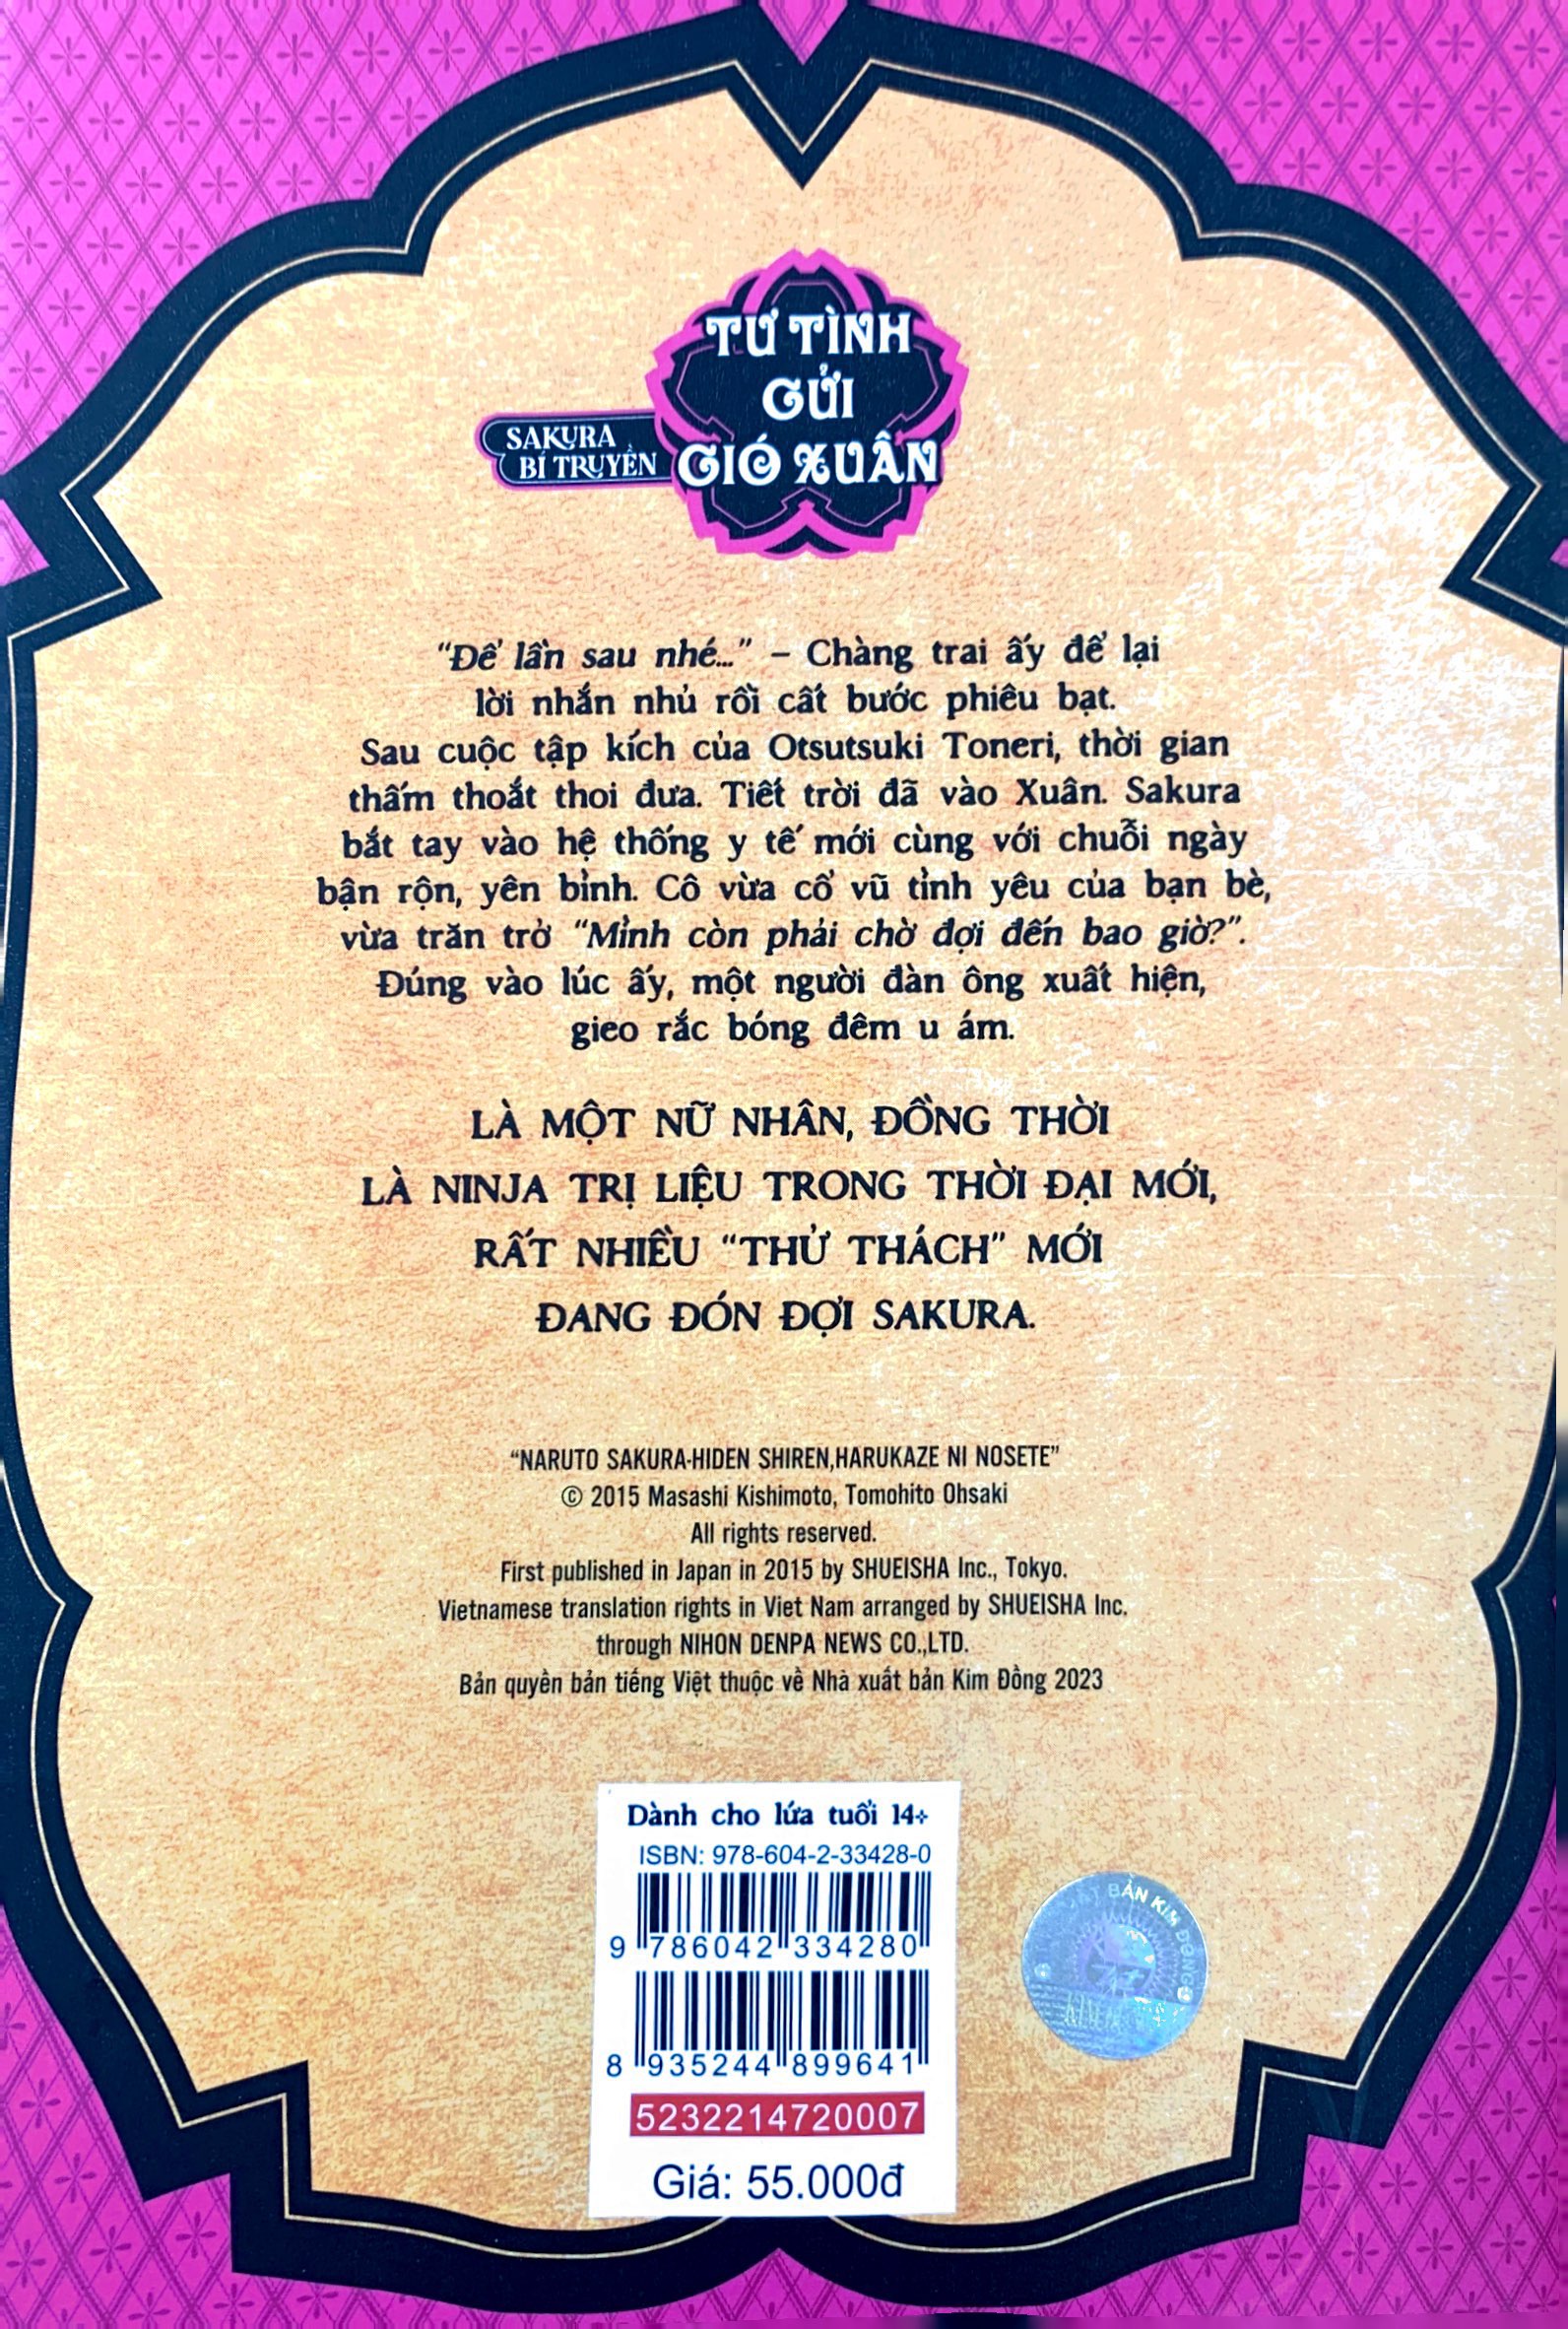 TƯ TÌNH
GỬI
GIÓ XUÂN
SAKURA
BÍ TRUYỀN
“Để lần sau nhé...” – Chàng trai ấy để lại
lời nhắn nhủ rồi cất bước phiêu bạt.
Sau cuộc tập kích của Otsutsuki Toneri, thời gian
thấm thoắt thoi đưa. Tiết trời đã vào Xuân. Sakura
bắt tay vào hệ thống y tế mới cùng với chuỗi ngày
bận rộn, yên bình. Cô vừa cổ vũ tình yêu của bạn bè,
vừa trăn trở “Mình còn phải chờ đợi đến bao giờ?”.
Đúng vào lúc ấy, một người đàn ông xuất hiện,
gieo rắc bóng đêm u ám.
LÀ MỘT NỮ NHÂN, ĐỒNG THỜI
LÀ NINJA TRỊ LIỆU TRONG THỜI ĐẠI MỚI,
RẤT NHIỀU “THỬ THÁCH” MỚI
ĐANG ĐÓN ĐỢI SAKURA.
“NARUTO SAKURA-HIDEN SHIREN,HARUKAZE NI NOSETE”
© 2015 Masashi Kishimoto, Tomohito Ohsaki
All rights reserved.
First published in Japan in 2015 by SHUEISHA Inc., Tokyo.
Vietnamese translation rights in Viet Nam arranged by SHUEISHA Inc.
through NIHON DENPA NEWS CO.,LTD.
Bản quyền bản tiếng Việt thuộc về Nhà xuất bản Kim Đồng 2023
Dành cho lứa tuổi 14+
ISBN: 978-604-2-33428-0
9 786042 334280
BẢN KIM ĐỒNG
8 935244 899641
5232214720007
Giá: 55.000đ